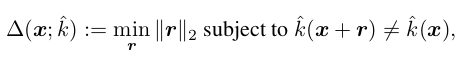 Δ(x; k̂) := min_r ‖r‖₂ subject to k̂(x + r) ≠ k̂(x),